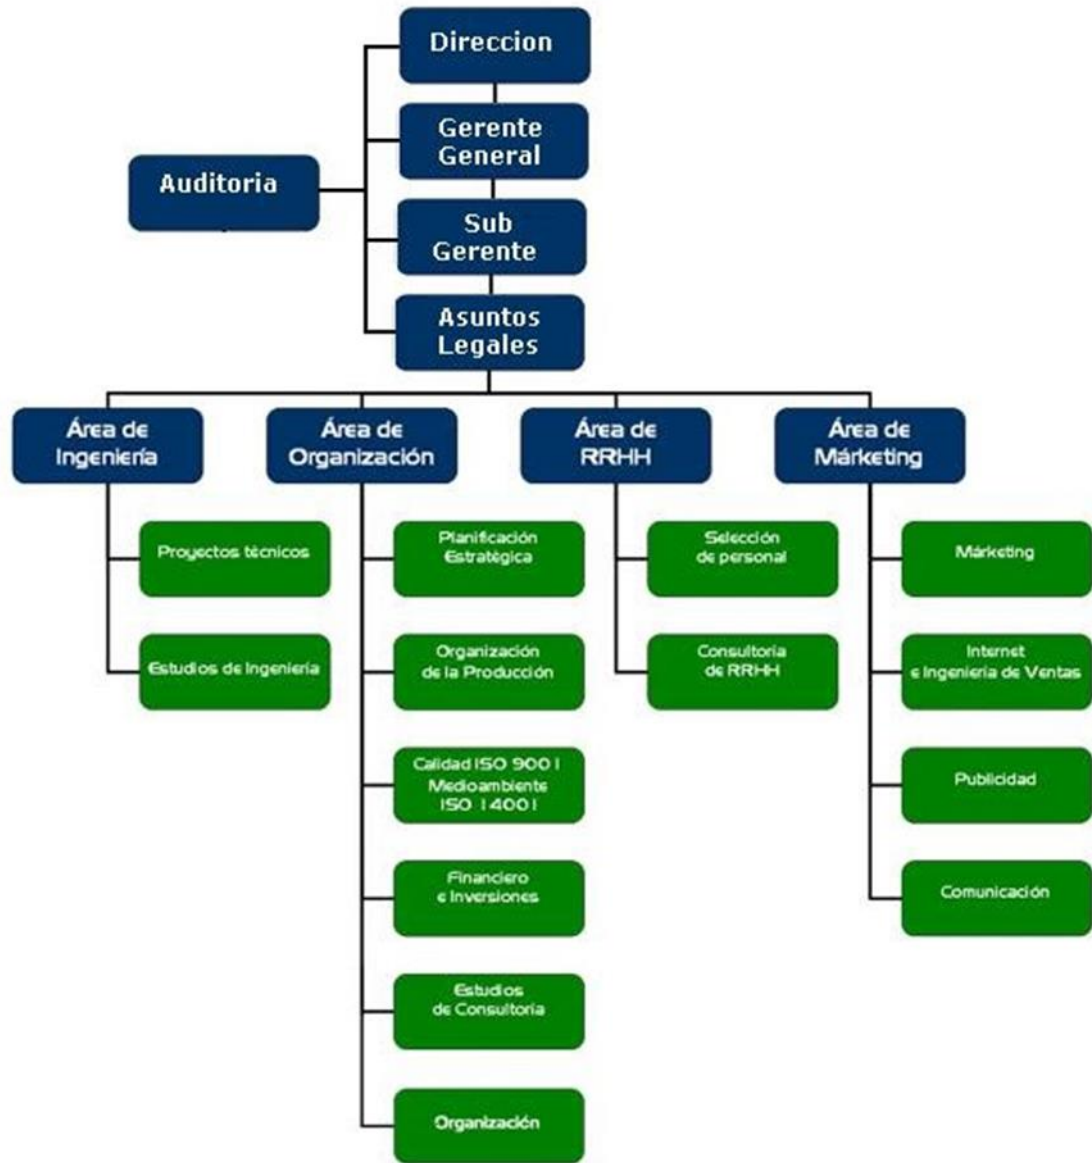 Direccion
Gerente
General
Auditoria
Sub
Gerente
Asuntos
Legales
Área de
Ingeniería
Área de
Organización
Área de
RRHH
Área de
Márketing
Proyectos técnicos
Estudios de Ingeniería
Planificación
Estratégica
Organización
de la Producción
Calidad ISO 9001
Medioambiente
ISO 14001
Financiero
e Inversiones
Estudios
de Consultoría
Organización
Selección
de personal
Consultoría
de RRHH
Márketing
Internet
e Ingeniería de Ventas
Publicidad
Comunicación